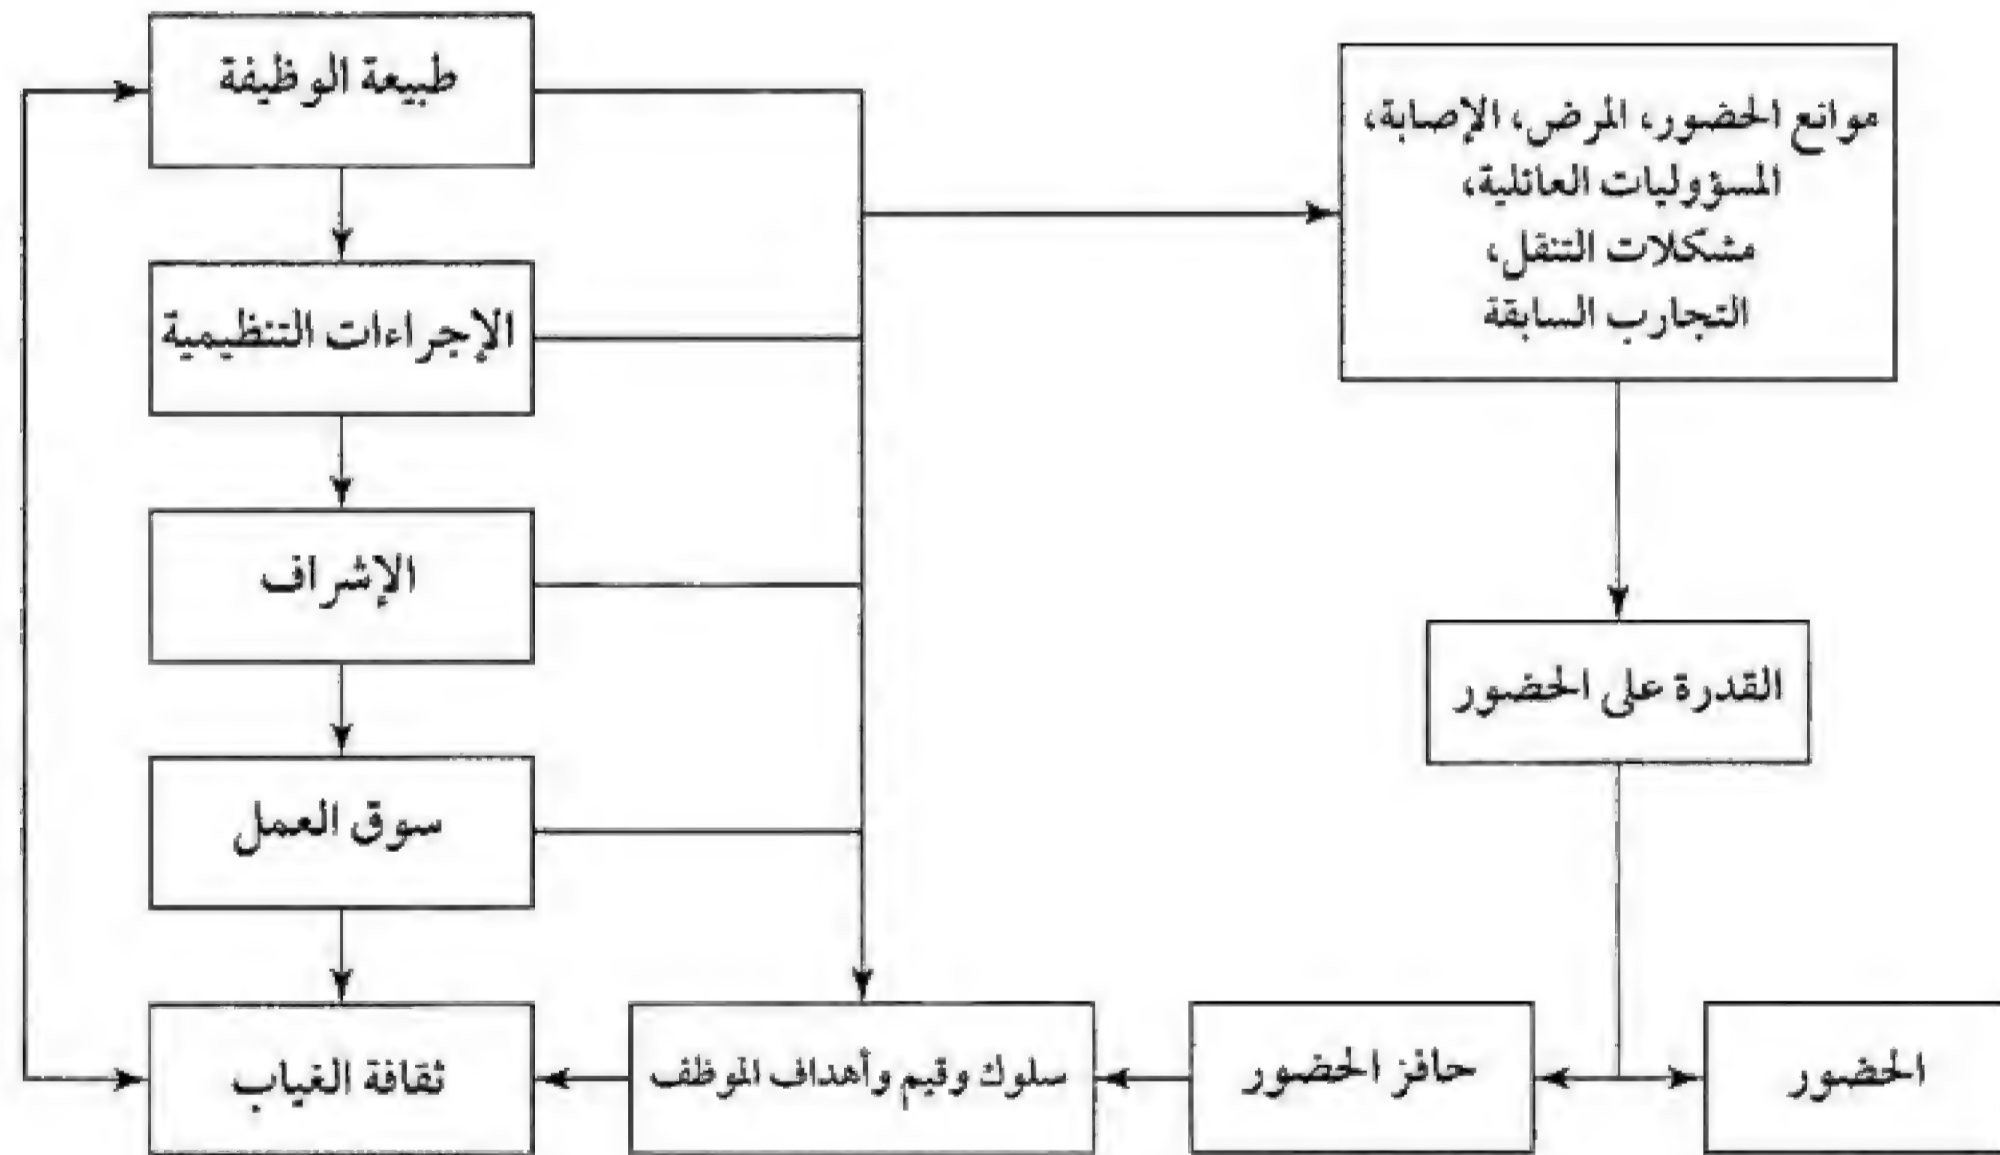 طبيعة الوظيفة
موانع الحضور، المرض، الإصابة،
المسؤوليات العائلية،
مشكلات التنقل،
التجارب السابقة
الإجراءات التنظيمية
الإشراف
القدرة على الحضور
سوق العمل
الحضور
حافز الحضور
سلوك وقيم وأهداف الموظف
ثقافة الغياب